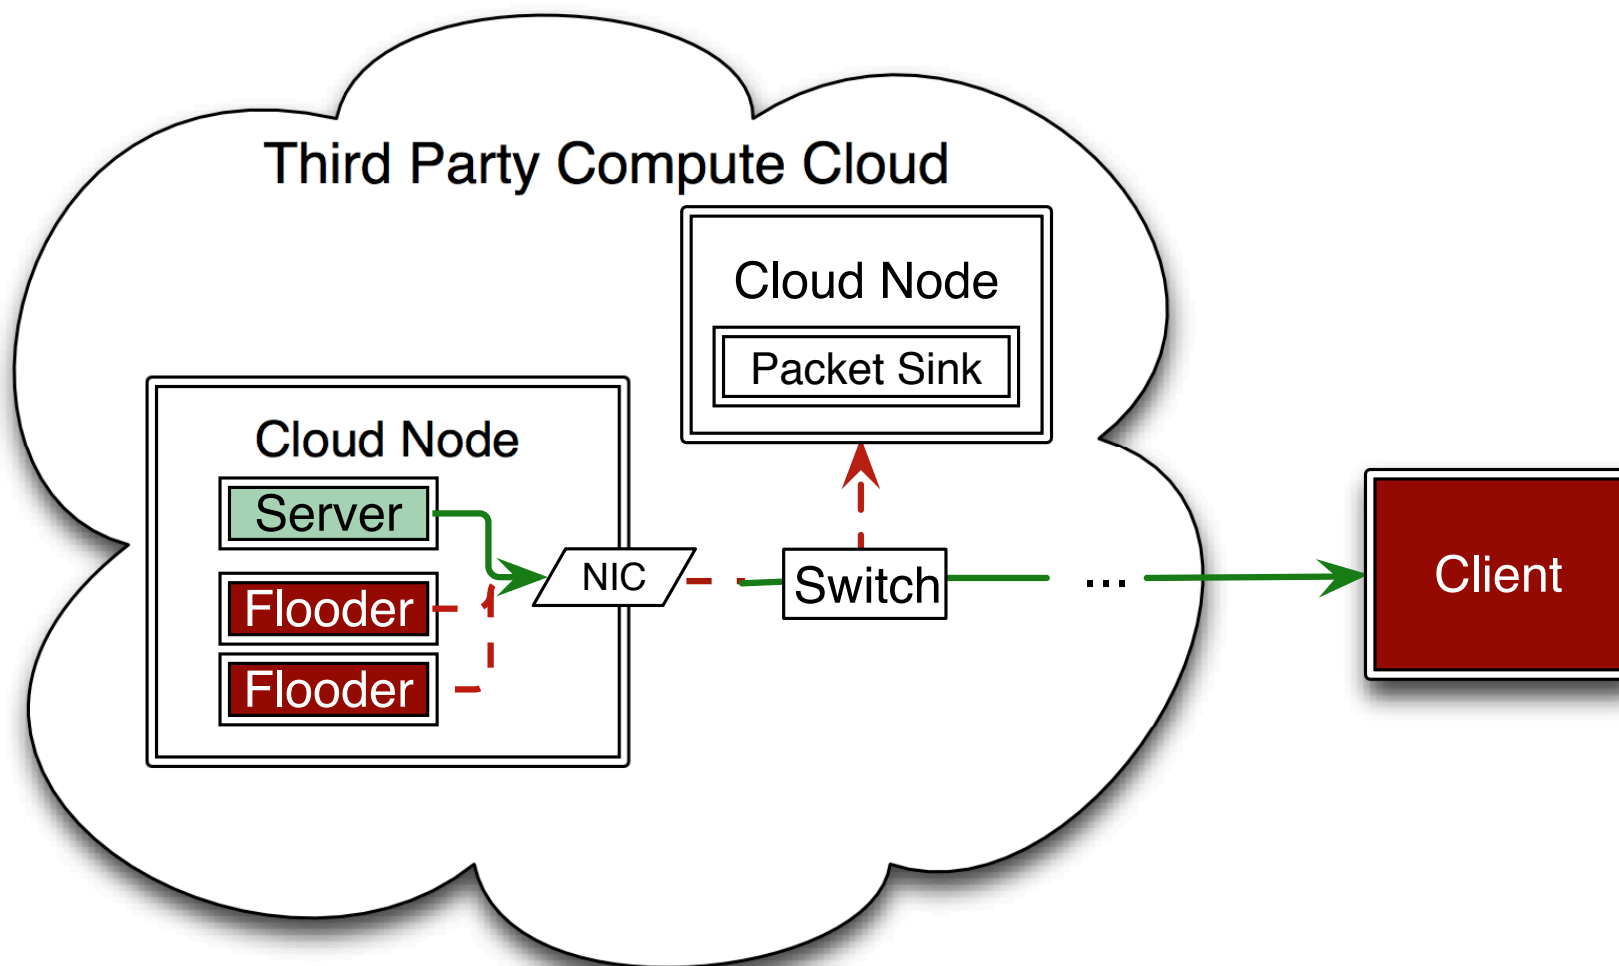 Third Party Compute Cloud
Cloud Node
Packet Sink
Cloud Node
Server
Flooder
Flooder
NIC
Switch
...
Client